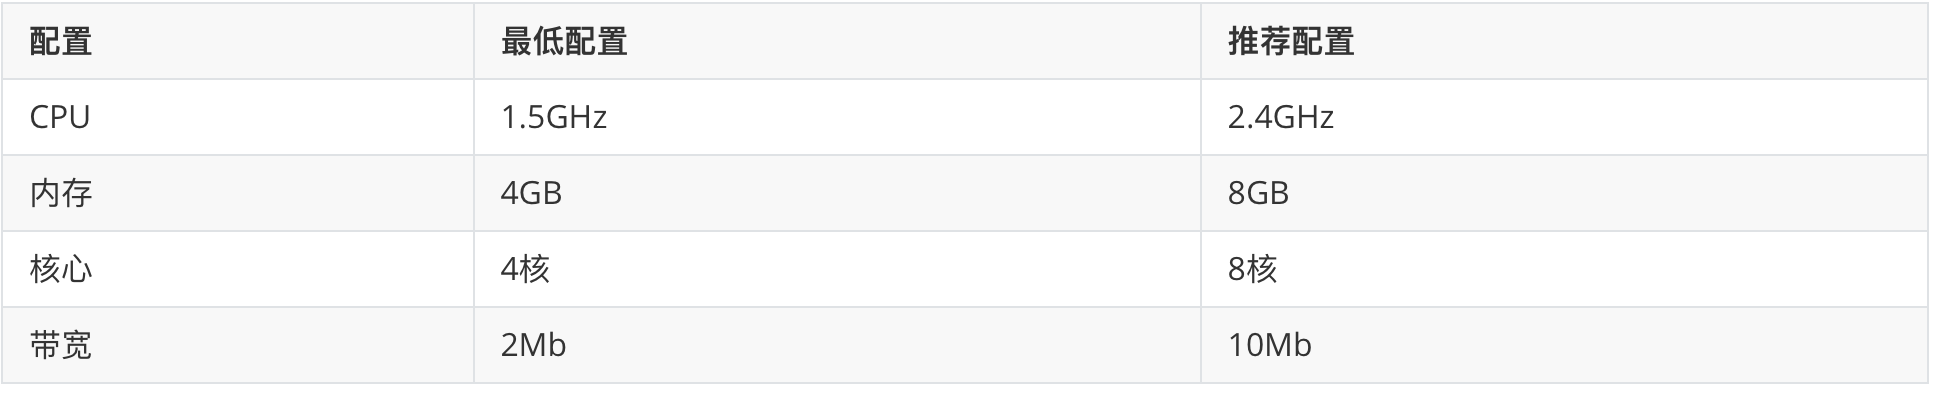 配置 最低配置 推荐配置
CPU 1.5GHz 2.4GHz
内存 4GB 8GB
核心 4核 8核
带宽 2Mb 10Mb